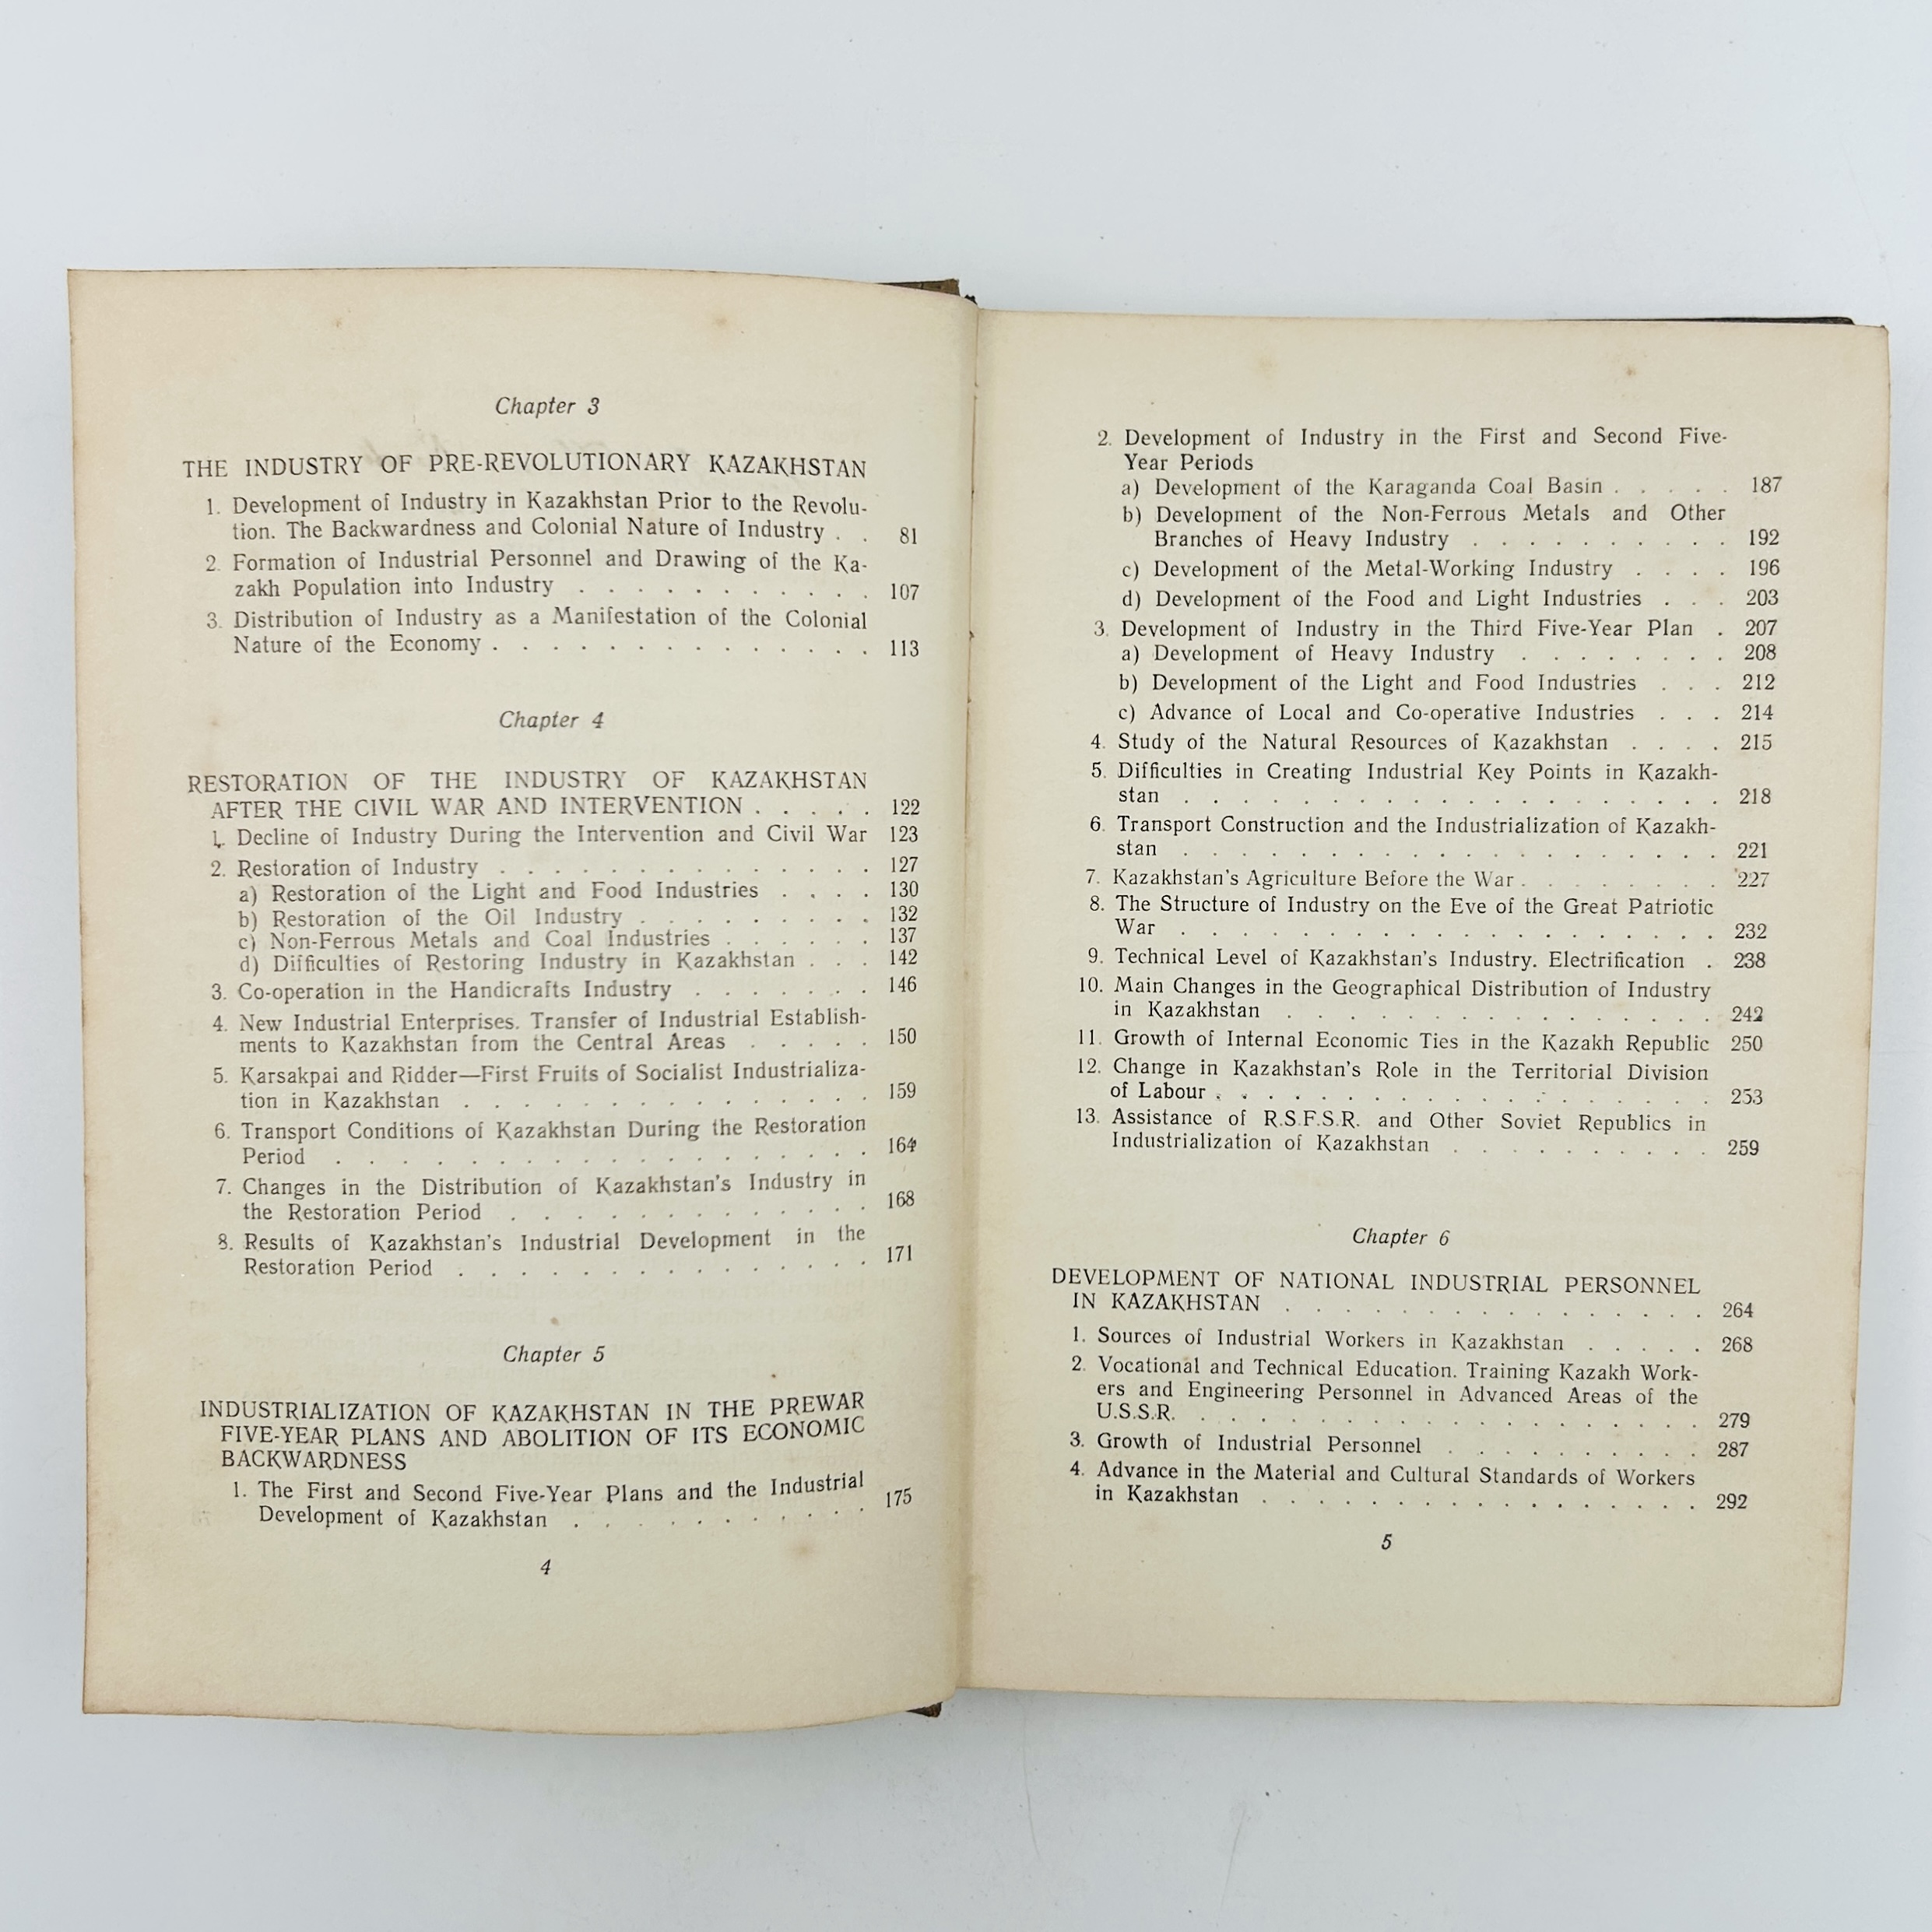 Chapter 3
THE INDUSTRY OF PRE-REVOLUTIONARY KAZAKHSTAN
1. Development of Industry in Kazakhstan Prior to the Revolu-
tion. The Backwardness and Colonial Nature of Industry . . 81
2. Formation of Industrial Personnel and Drawing of the Ka-
zakh Population into Industry . . . . . . . . . . 107
3. Distribution of Industry as a Manifestation of the Colonial
Nature of the Economy . . . . . . . . . . . . . 113
Chapter 4
RESTORATION OF THE INDUSTRY OF KAZAKHSTAN
AFTER THE CIVIL WAR AND INTERVENTION . . . . . 122
1. Decline of Industry During the Intervention and Civil War 123
2. Restoration of Industry . . . . . . . . . . . . . 127
a) Restoration of the Light and Food Industries . . . . 130
b) Restoration of the Oil Industry . . . . . . . . . 132
c) Non-Ferrous Metals and Coal Industries . . . . . . 137
d) Difficulties of Restoring Industry in Kazakhstan . . . 142
3. Co-operation in the Handicrafts Industry . . . . . . . 146
4. New Industrial Enterprises. Transfer of Industrial Establish-
ments to Kazakhstan from the Central Areas . . . . . 150
5. Karsakpai and Ridder—First Fruits of Socialist Industrializa-
tion in Kazakhstan . . . . . . . . . . . . . . 159
6. Transport Conditions of Kazakhstan During the Restoration
Period . . . . . . . . . . . . . . . . . . 164
7. Changes in the Distribution of Kazakhstan's Industry in
the Restoration Period . . . . . . . . . . . . 168
8. Results of Kazakhstan's Industrial Development in the
Restoration Period . . . . . . . . . . . . . . 171
Chapter 5
INDUSTRIALIZATION OF KAZAKHSTAN IN THE PREWAR
FIVE-YEAR PLANS AND ABOLITION OF ITS ECONOMIC
BACKWARDNESS
1. The First and Second Five-Year Plans and the Industrial
Development of Kazakhstan . . . . . . . . . . 175
4
2. Development of Industry in the First and Second Five-
Year Periods
a) Development of the Karaganda Coal Basin . . . . . 187
b) Development of the Non-Ferrous Metals and Other
Branches of Heavy Industry . . . . . . . . . . 192
c) Development of the Metal-Working Industry . . . . 196
d) Development of the Food and Light Industries . . . 203
3. Development of Industry in the Third Five-Year Plan . 207
a) Development of Heavy Industry . . . . . . . . 208
b) Development of the Light and Food Industries . . . 212
c) Advance of Local and Co-operative Industries . . . 214
4. Study of the Natural Resources of Kazakhstan . . . . 215
5. Difficulties in Creating Industrial Key Points in Kazakh-
stan . . . . . . . . . . . . . . . . . . . 218
6. Transport Construction and the Industrialization of Kazakh-
stan . . . . . . . . . . . . . . . . . . . 221
7. Kazakhstan's Agriculture Before the War . . . . . . . 227
8. The Structure of Industry on the Eve of the Great Patriotic
War . . . . . . . . . . . . . . . . . . . 232
9. Technical Level of Kazakhstan's Industry. Electrification . 238
10. Main Changes in the Geographical Distribution of Industry
in Kazakhstan . . . . . . . . . . . . . . . 242
11. Growth of Internal Economic Ties in the Kazakh Republic 250
12. Change in Kazakhstan's Role in the Territorial Division
of Labour . . . . . . . . . . . . . . . . . 253
13. Assistance of R.S.F.S.R. and Other Soviet Republics in
Industrialization of Kazakhstan . . . . . . . . . . 259
Chapter 6
DEVELOPMENT OF NATIONAL INDUSTRIAL PERSONNEL
IN KAZAKHSTAN . . . . . . . . . . . . . . . 264
1. Sources of Industrial Workers in Kazakhstan . . . . . 268
2. Vocational and Technical Education. Training Kazakh Work-
ers and Engineering Personnel in Advanced Areas of the
U.S.S.R. . . . . . . . . . . . . . . . . . . 279
3. Growth of Industrial Personnel . . . . . . . . . . 287
4. Advance in the Material and Cultural Standards of Workers
in Kazakhstan . . . . . . . . . . . . . . . . 292
5